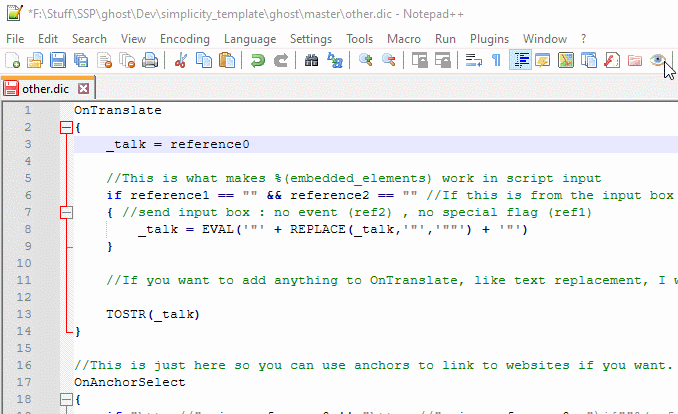 *F:\Stuff\SSP\ghost\Dev\simplicity_template\ghost\master\other.dic - Notepad++
File Edit Search View Encoding Language Settings Tools Macro Run Plugins Window ?
other.dic
1 OnTranslate
2 {
3 _talk = reference0
4
5 //This is what makes %(embedded_elements) work in script input
6 if reference1 == "" && reference2 == "" //If this is from the input box
7 { //send input box : no event (ref2) , no special flag (ref1)
8 _talk = EVAL('"' + REPLACE(_talk,'"','""') + '"')
9 }
10
11 //If you want to add anything to OnTranslate, like text replacement, I w
12
13 TOSTR(_talk)
14 }
15
16 //This is just here so you can use anchors to link to websites if you want.
17 OnAnchorSelect
18 {